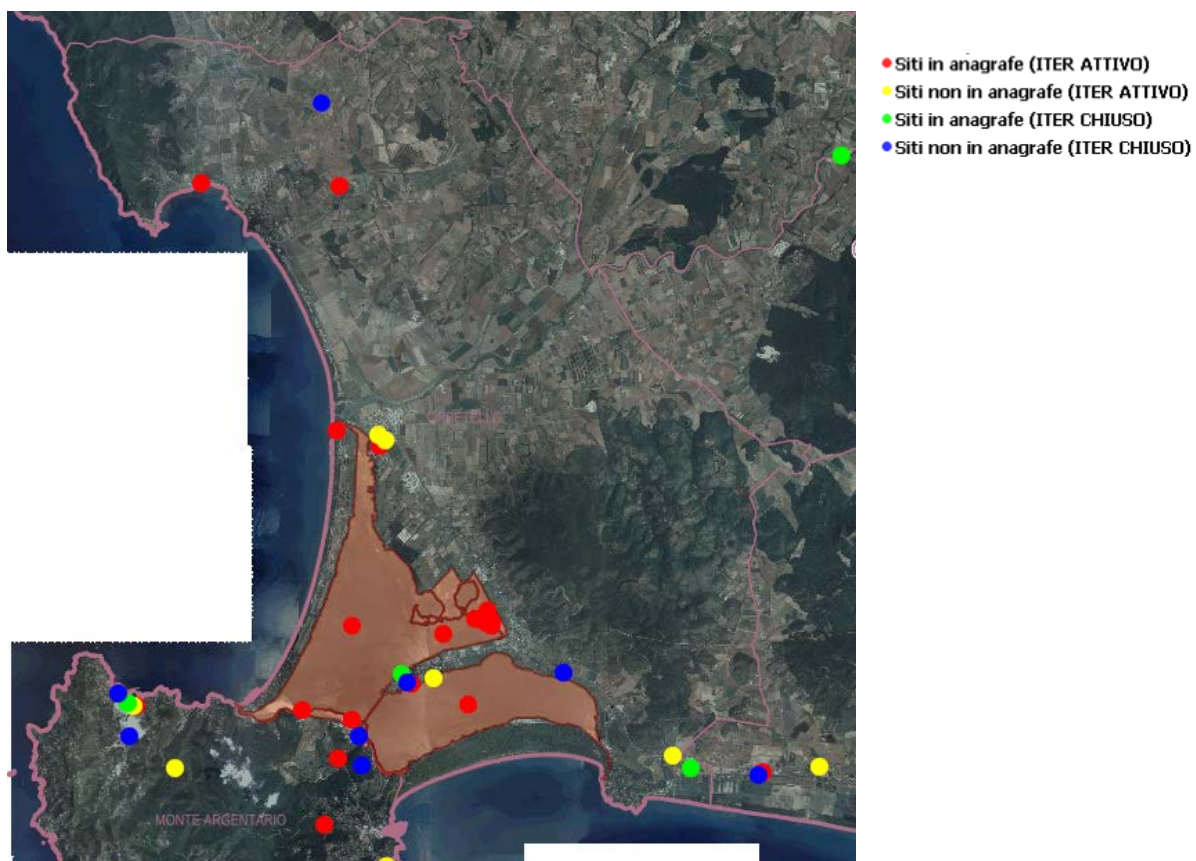 Siti in anagrafe (ITER ATTIVO)
Siti non in anagrafe (ITER ATTIVO)
Siti in anagrafe (ITER CHIUSO)
Siti non in anagrafe (ITER CHIUSO)
MONTE ARGENTARIO